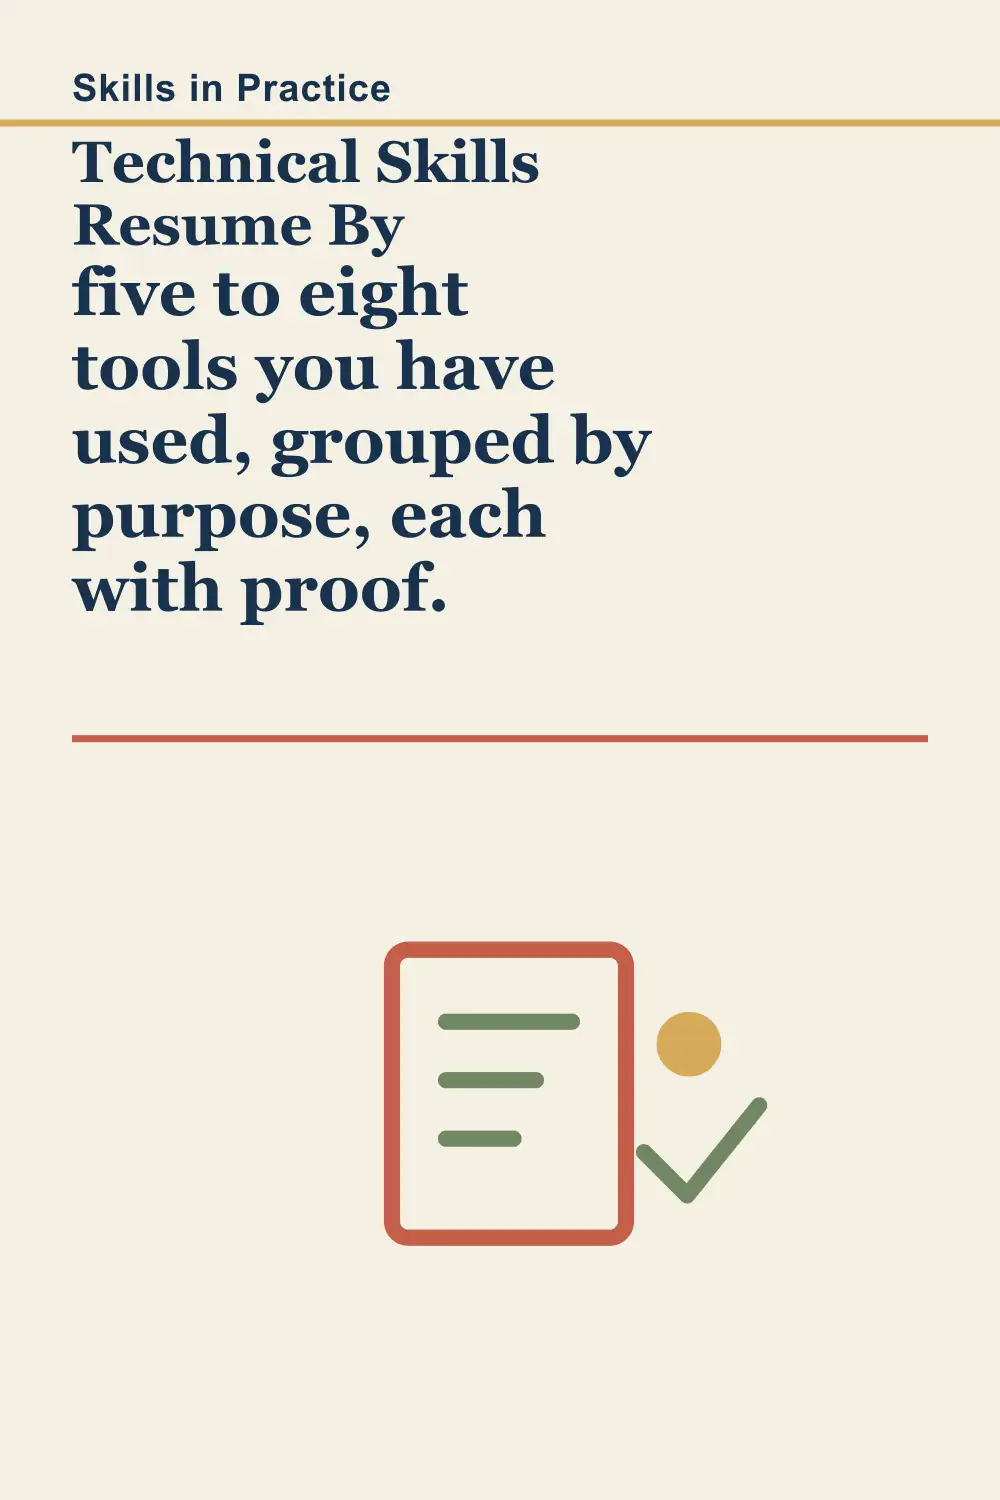 Skills in Practice
Technical Skills
Resume By
five to eight
tools you have
used, grouped by
purpose, each
with proof.